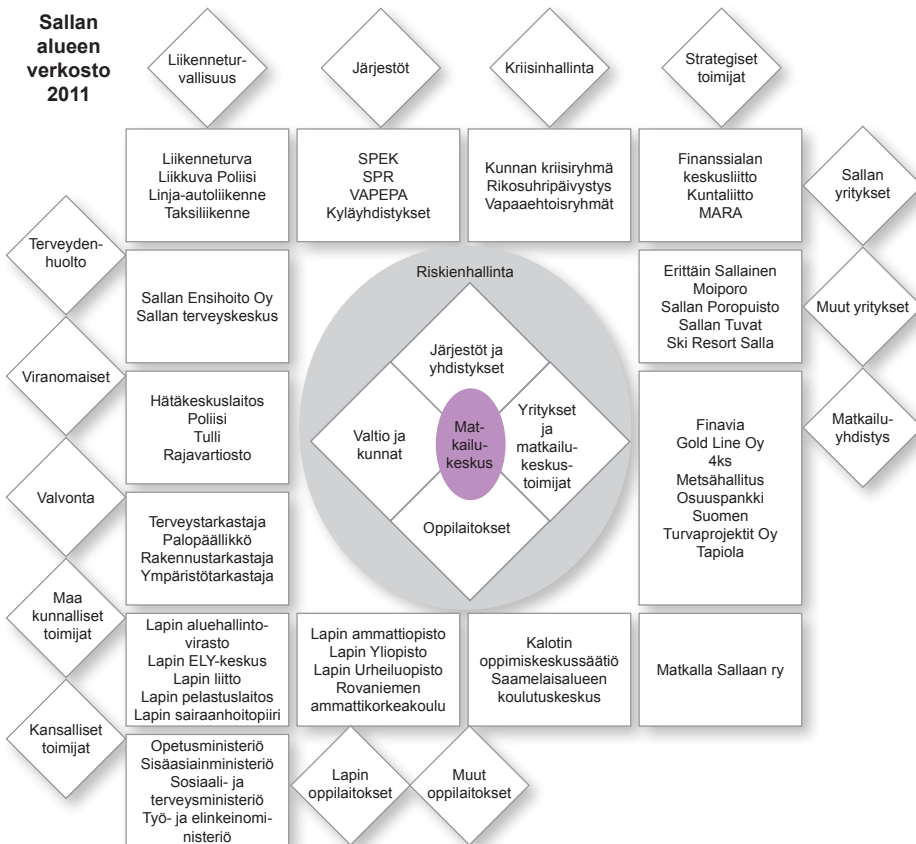 Sallan
alueen
verkosto
2011
Liikennetur-
vallisuus
Järjestöt
Kriisinhallinta
Strategiset
toimijat
Liikenneturva
Liikkuva Poliisi
Linja-autoliikenne
Taksiliikenne
SPEK
SPR
VAPEPA
Kyläyhdistykset
Kunnan kriisiryhmä
Rikosuhripäivystys
Vapaaehtoisryhmät
Finanssialan
keskusliitto
Kuntaliitto
MARA
Sallan
yritykset
Terveyden-
huolto
Sallan Ensihoito Oy
Sallan terveyskeskus
Riskienhallinta
Erittäin Sallainen
Moiporo
Sallan Poropuisto
Sallan Tuvat
Ski Resort Salla
Muut yritykset
Viranomaiset
Hätäkeskuslaitos
Poliisi
Tulli
Rajavartiosto
Järjestöt ja
yhdistykset
Valtio ja
kunnat
Mat-
kailu-
keskus
Yritykset
ja
matkailu-
keskus-
toimijat
Oppilaitokset
Finavia
Gold Line Oy
4ks
Metsähallitus
Osuuspankki
Suomen
Turvaprojektit Oy
Tapiola
Matkailu-
yhdistys
Valvonta
Terveystarkastaja
Palopäällikkö
Rakennustarkastaja
Ympäristötarkastaja
Maa
kunnalliset
toimijat
Lapin aluehallinto-
virasto
Lapin ELY-keskus
Lapin liitto
Lapin pelastuslaitos
Lapin sairaanhoitopiiri
Lapin ammattiopisto
Lapin Yliopisto
Lapin Urheiluopisto
Rovaniemen
ammattikorkeakoulu
Kalotin
oppimiskeskussäätiö
Saamelaisalueen
koulutuskeskus
Matkalla Sallaan ry
Kansalliset
toimijat
Opetusministeriö
Sisäasiainministeriö
Sosiaali- ja
terveysministeriö
Työ- ja elinkeinomi-
nisteriö
Lapin
oppilaitokset
Muut
oppilaitokset